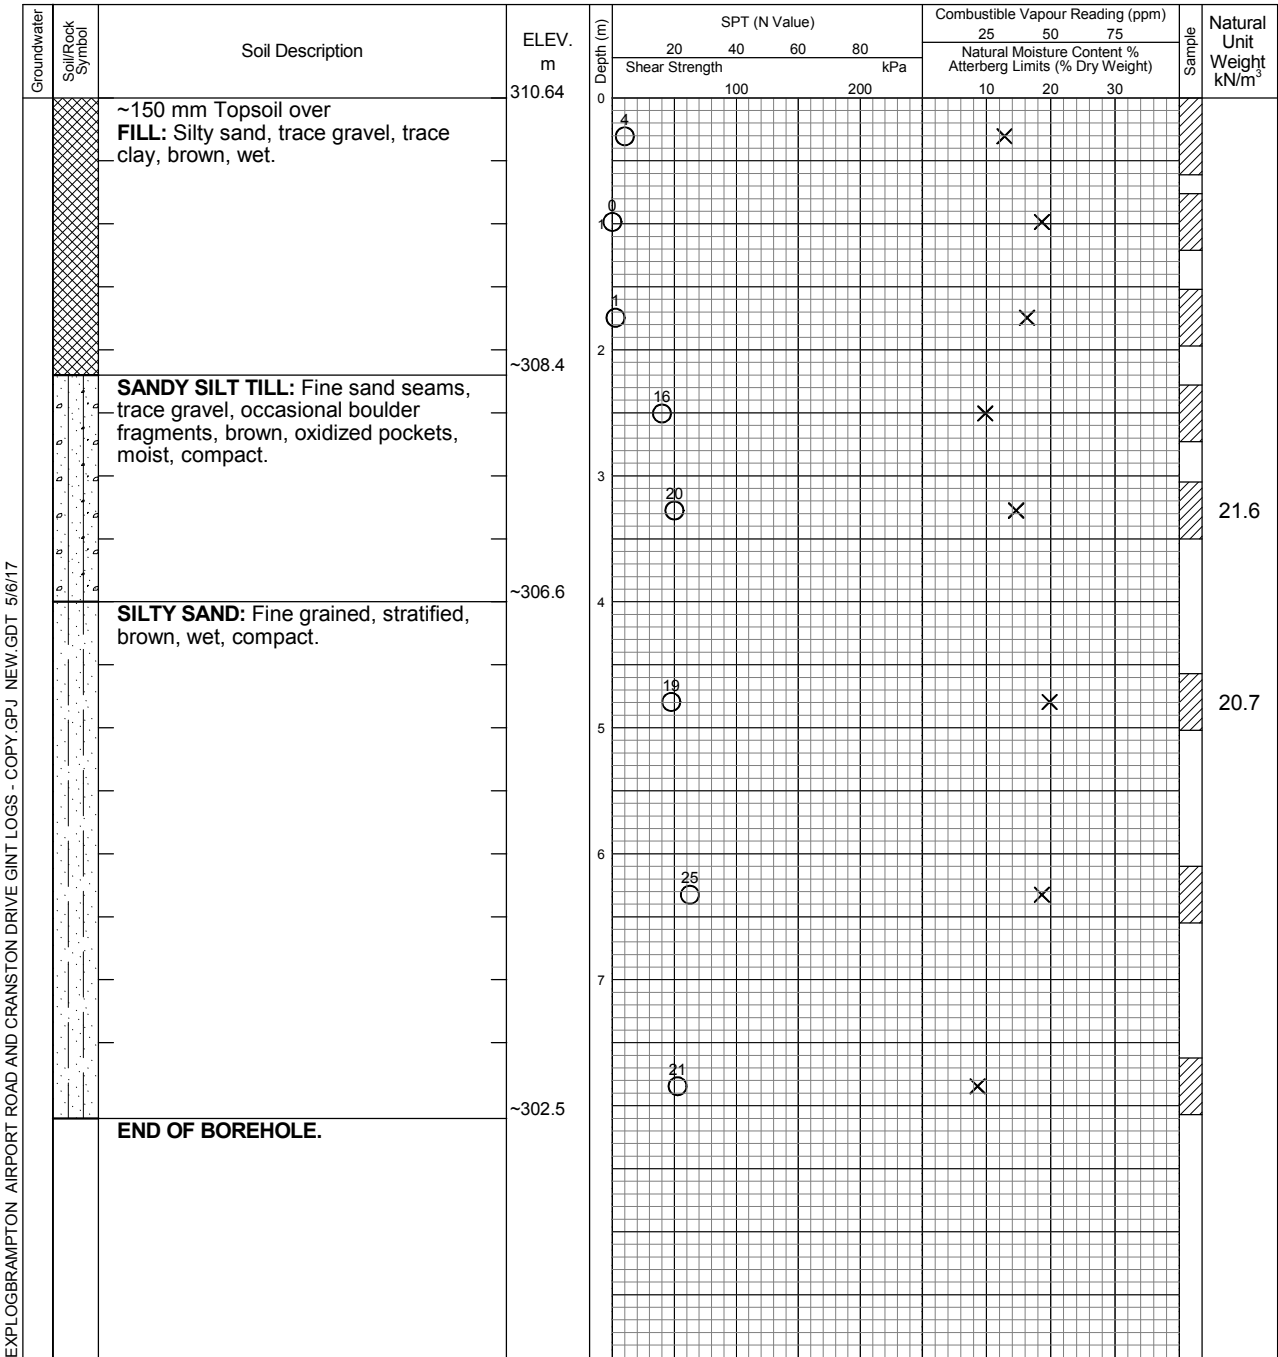 Groundwater
Soil/Rock
Symbol
Soil Description
ELEV.
m
310.64
Depth (m)
SPT (N Value)
20 40 60 80
Shear Strength kPa
100 200
Combustible Vapour Reading (ppm)
25 50 75
Natural Moisture Content %
Atterberg Limits (% Dry Weight)
10 20 30
Sample
Natural
Unit
Weight
kN/m3
0
~150 mm Topsoil over
FILL: Silty sand, trace gravel, trace
clay, brown, wet.
4
0
1
1
2
~308.4
SANDY SILT TILL: Fine sand seams,
trace gravel, occasional boulder
fragments, brown, oxidized pockets,
moist, compact.
16
3
20
21.6
~306.6
4
SILTY SAND: Fine grained, stratified,
brown, wet, compact.
19
20.7
5
6
25
7
21
~302.5
END OF BOREHOLE.
EXPLOGBRAMPTON AIRPORT ROAD AND CRANSTON DRIVE GINT LOGS - COPY.GPJ NEW.GDT 5/6/17